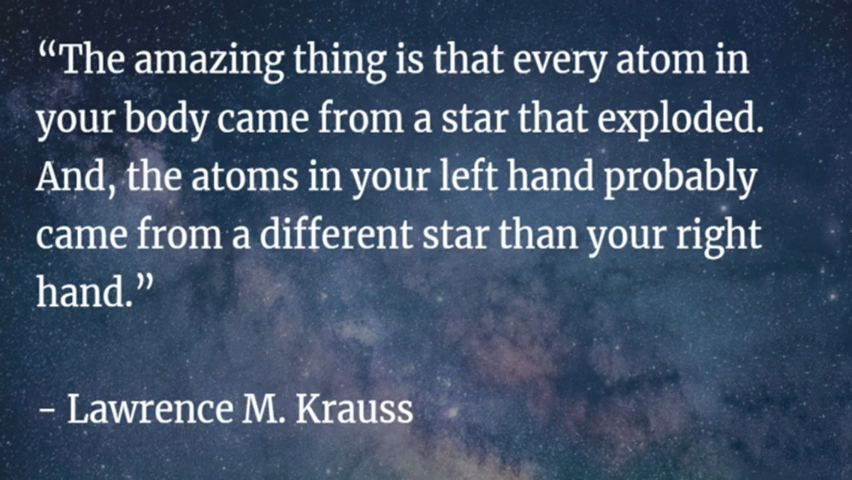 “The amazing thing is that every atom in
your body came from a star that exploded.
And, the atoms in your left hand probably
came from a different star than your right
hand.”
– Lawrence M. Krauss